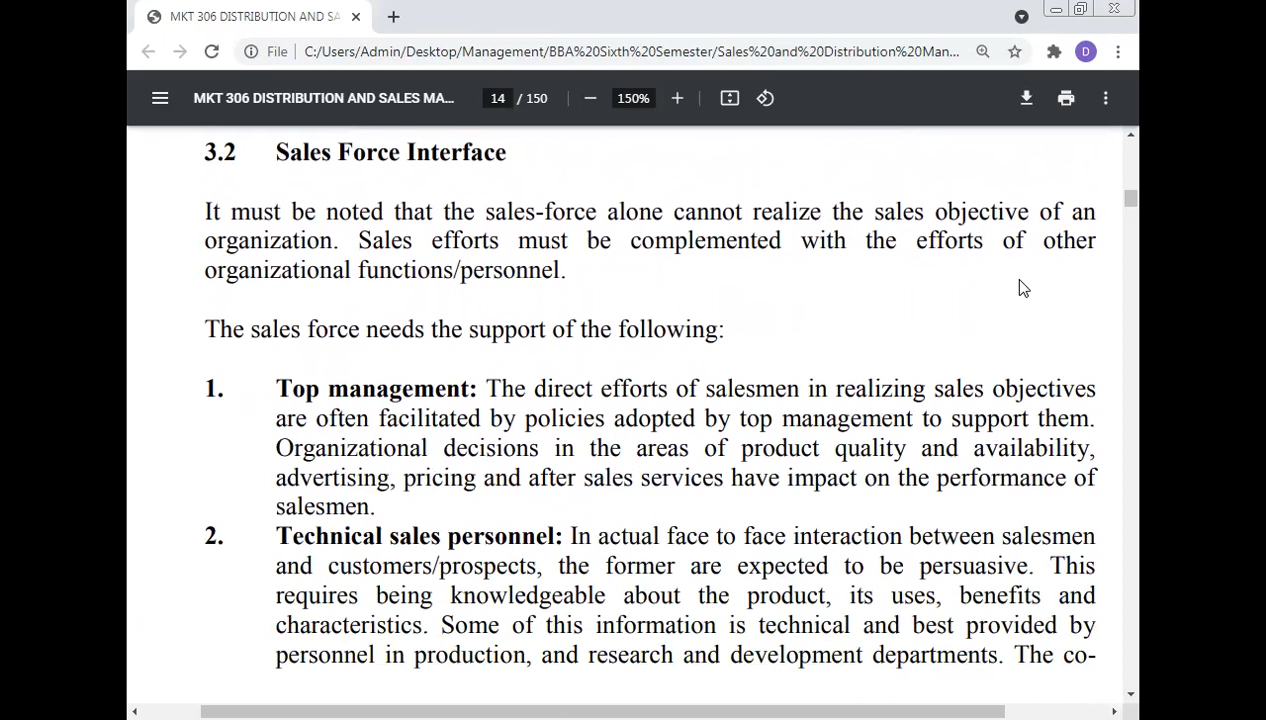 MKT 306 DISTRIBUTION AND SA
File C:/Users/Admin/Desktop/Management/BBA%20Sixth%20Semester/Sales%20and%20Distribution%20Man... D
MKT 306 DISTRIBUTION AND SALES MA... 14 / 150 150%
3.2 Sales Force Interface
It must be noted that the sales-force alone cannot realize the sales objective of an
organization. Sales efforts must be complemented with the efforts of other
organizational functions/personnel.
The sales force needs the support of the following:
1. Top management: The direct efforts of salesmen in realizing sales objectives
are often facilitated by policies adopted by top management to support them.
Organizational decisions in the areas of product quality and availability,
advertising, pricing and after sales services have impact on the performance of
salesmen.
2. Technical sales personnel: In actual face to face interaction between salesmen
and customers/prospects, the former are expected to be persuasive. This
requires being knowledgeable about the product, its uses, benefits and
characteristics. Some of this information is technical and best provided by
personnel in production, and research and development departments. The co-